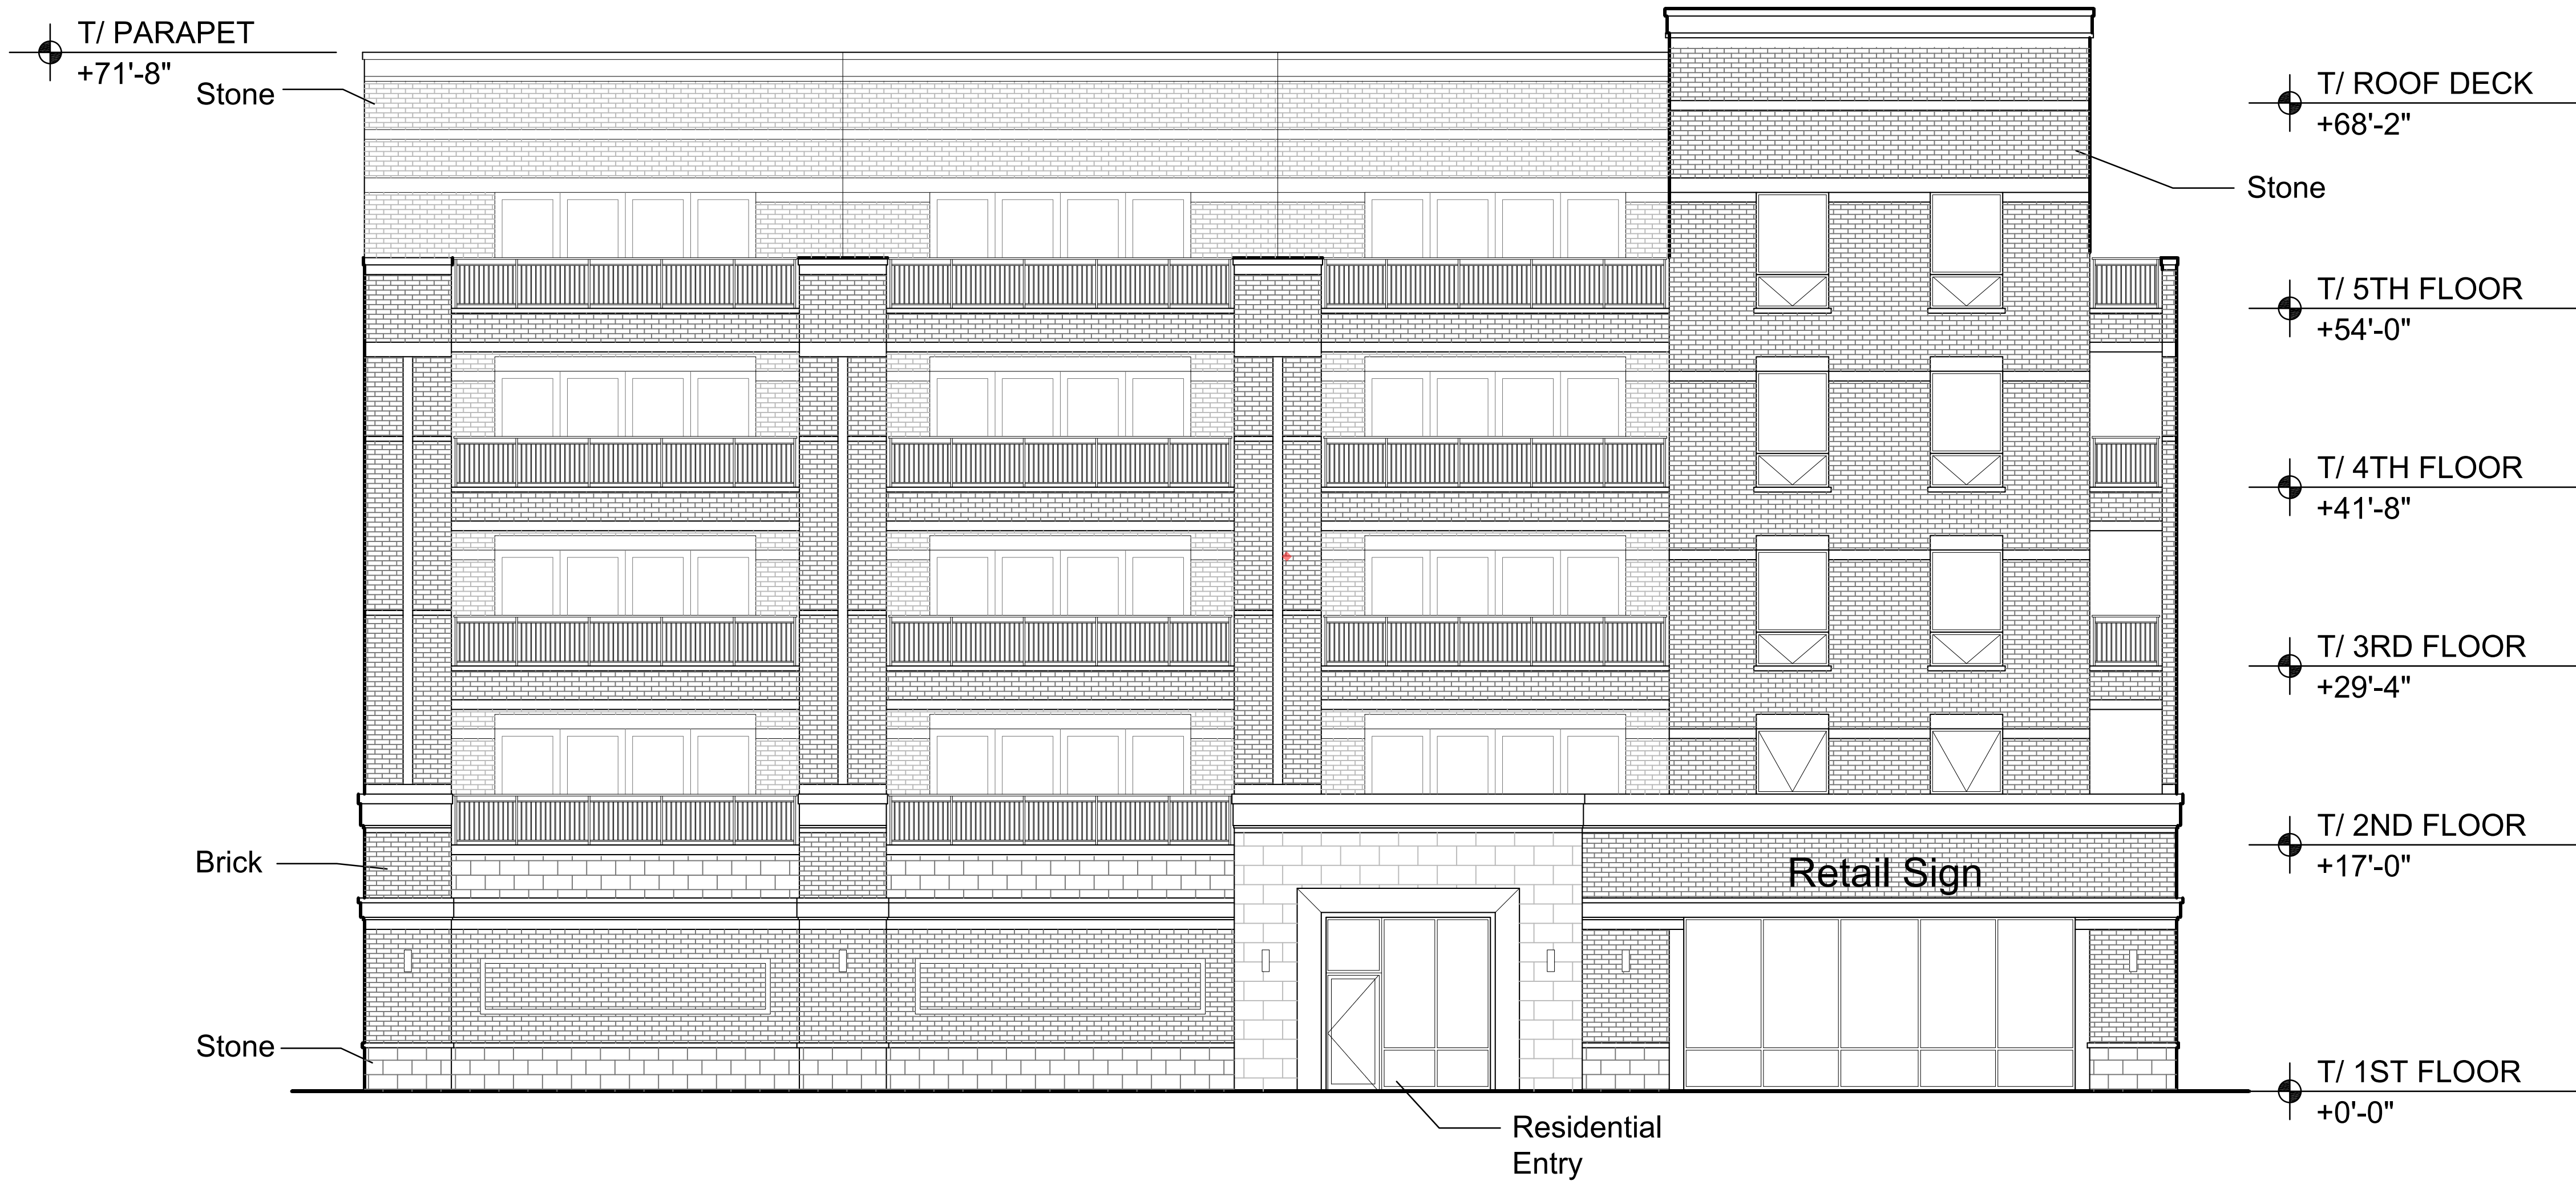 T/ PARAPET
+71'-8"
Stone
T/ ROOF DECK
+68'-2"
Stone
T/ 5TH FLOOR
+54'-0"
T/ 4TH FLOOR
+41'-8"
T/ 3RD FLOOR
+29'-4"
T/ 2ND FLOOR
+17'-0"
Brick
Retail Sign
Stone
T/ 1ST FLOOR
+0'-0"
Residential
Entry